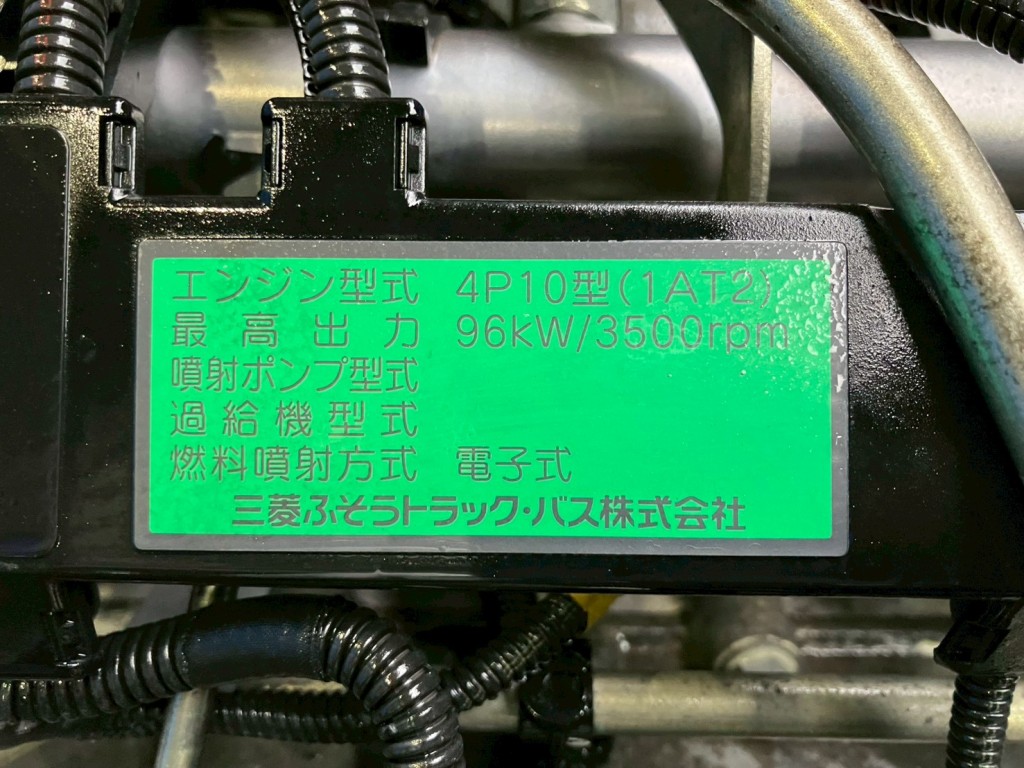 エンジン型式 4P10型(1AT2)
最高出力 96kW/3500rpm
噴射ポンプ型式
過給機型式
燃料噴射方式 電子式
三菱ふそうトラック・バス株式会社